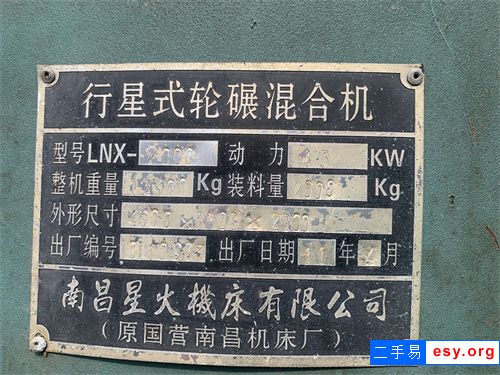 行星式轮碾混合机
型号LNX-2000 动 力 KW
整机重量 Kg 装料量 2000 Kg
外形尺寸
出厂编号 出厂日期 11 年 月
南昌星火機床有限公司
(原国营南昌机床厂)
二手易 esy.org